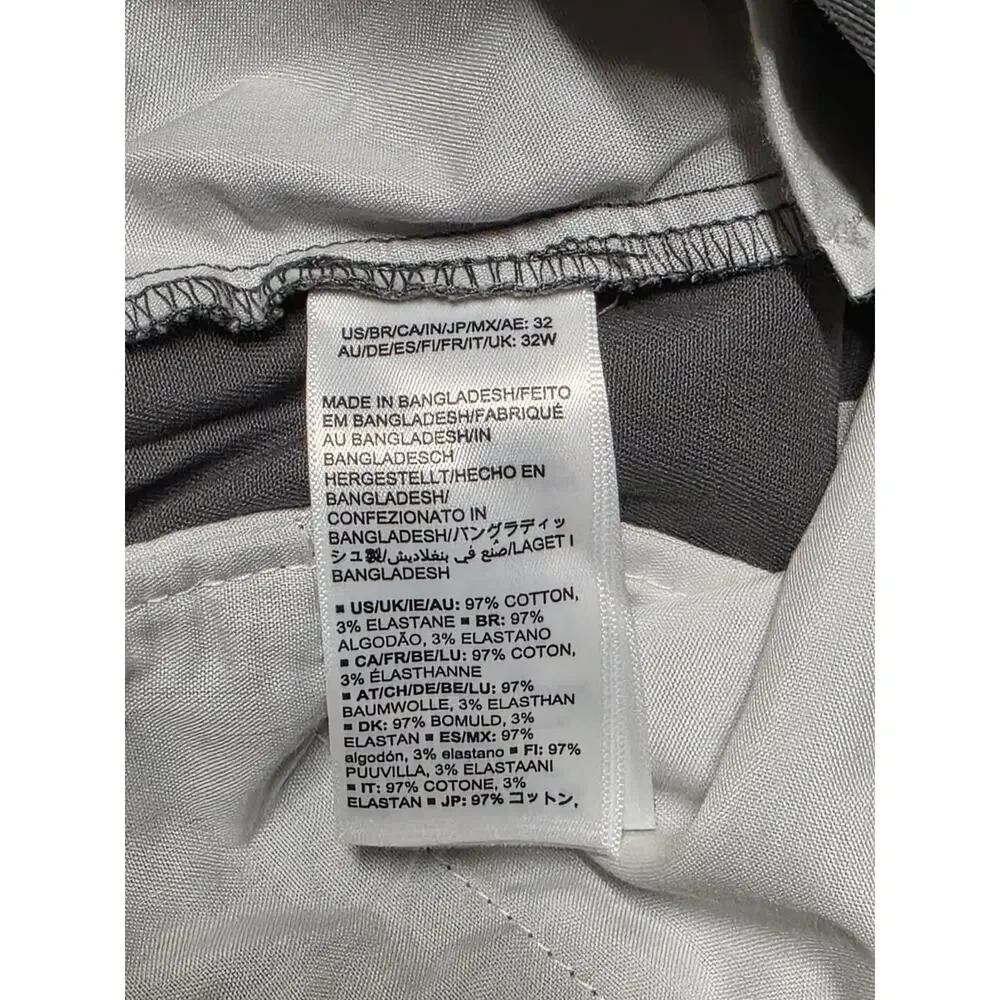 US/BR/CA/IN/JP/MX/AE: 32
AU/DE/ES/FI/FR/IT/UK: 32W
MADE IN BANGLADESH/FEITO
EM BANGLADESH/FABRIQUÉ
AU BANGLADESH/IN
BANGLADESCH
HERGESTELLT/HECHO EN
BANGLADESH/
CONFEZIONATO IN
BANGLADESH/バングラディッ
シュ製/صُنع في بنغلاديش/LAGET I
BANGLADESH
▪ US/UK/IE/AU: 97% COTTON,
3% ELASTANE ▪ BR: 97%
ALGODÃO, 3% ELASTANO
▪ CA/FR/BE/LU: 97% COTON,
3% ÉLASTHANNE
▪ AT/CH/DE/BE/LU: 97%
BAUMWOLLE, 3% ELASTHAN
▪ DK: 97% BOMULD, 3%
ELASTAN ▪ ES/MX: 97%
algodón, 3% elastano ▪ FI: 97%
PUUVILLA, 3% ELASTAANI
▪ IT: 97% COTONE, 3%
ELASTAN ▪ JP: 97% コットン,